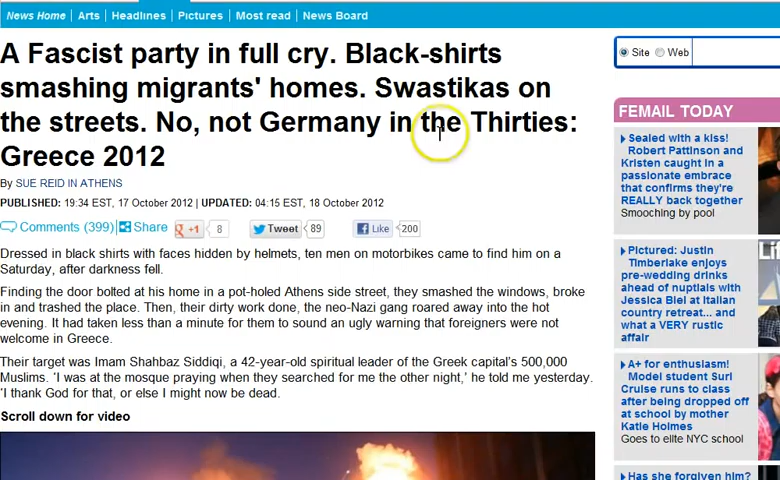 News Home | Arts | Headlines | Pictures | Most read | News Board
A Fascist party in full cry. Black-shirts
smashing migrants' homes. Swastikas on
the streets. No, not Germany in the Thirties:
Greece 2012
By SUE REID IN ATHENS
PUBLISHED: 19:34 EST, 17 October 2012 | UPDATED: 04:15 EST, 18 October 2012
Comments (399) Share +1 8 Tweet 89 Like 200
Dressed in black shirts with faces hidden by helmets, ten men on motorbikes came to find him on a
Saturday, after darkness fell.
Finding the door bolted at his home in a pot-holed Athens side street, they smashed the windows, broke
in and trashed the place. Then, their dirty work done, the neo-Nazi gang roared away into the hot
evening. It had taken less than a minute for them to sound an ugly warning that foreigners were not
welcome in Greece.
Their target was Imam Shahbaz Siddiqi, a 42-year-old spiritual leader of the Greek capital's 500,000
Muslims. 'I was at the mosque praying when they searched for me the other night,' he told me yesterday.
'I thank God for that, or else I might now be dead.
Scroll down for video
Site Web
FEMAIL TODAY
Sealed with a kiss!
Robert Pattinson and
Kristen caught in a
passionate embrace
that confirms they're
REALLY back together
Smooching by pool
Pictured: Justin
Timberlake enjoys
pre-wedding drinks
ahead of nuptials with
Jessica Biel at Italian
country retreat... and
what a VERY rustic
affair
A+ for enthusiasm!
Model student Suri
Cruise runs to class
after being dropped off
at school by mother
Katie Holmes
Goes to elite NYC school
Has she forgiven him?